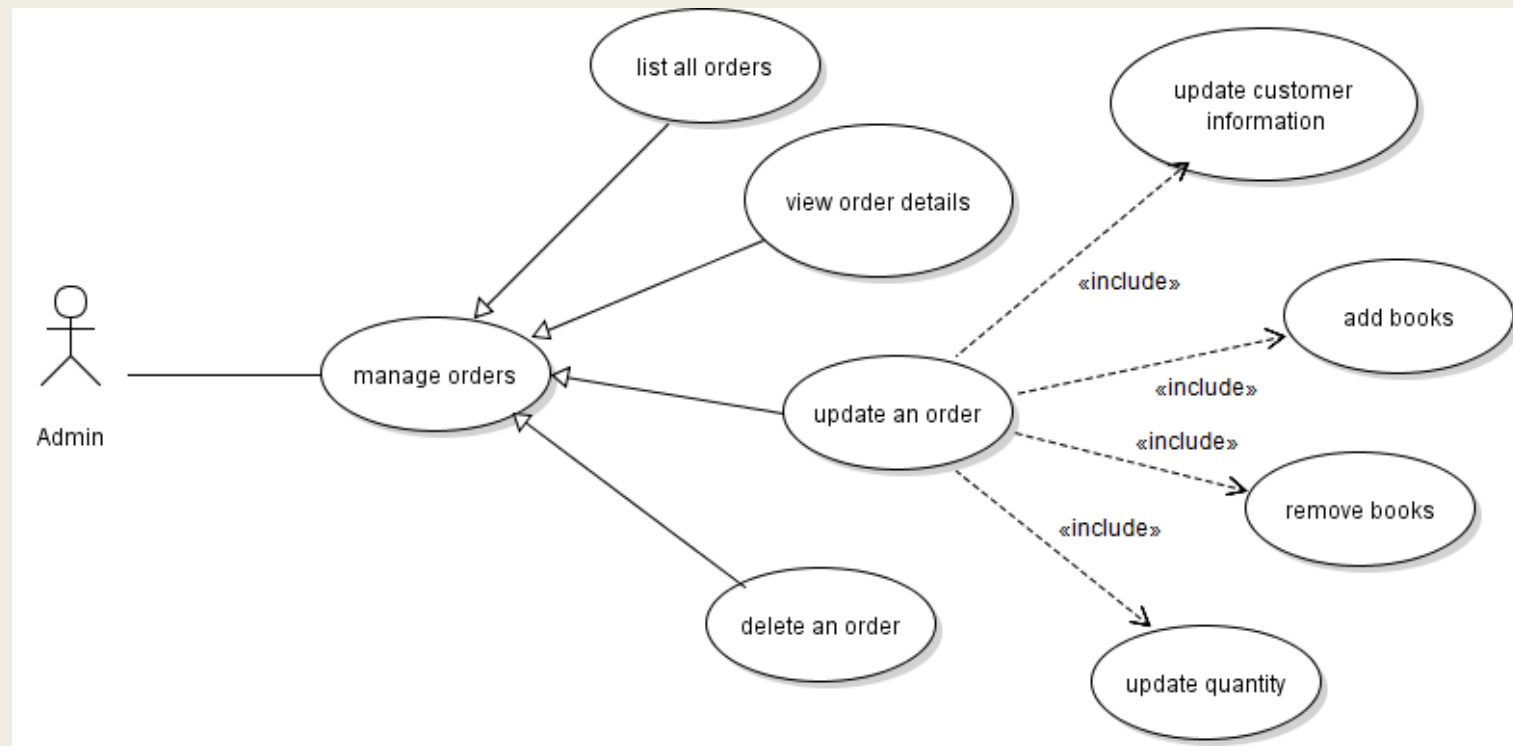 list all orders
update customer
information
view order details
«include»
add books
manage orders
«include»
update an order
Admin
«include»
remove books
«include»
delete an order
update quantity